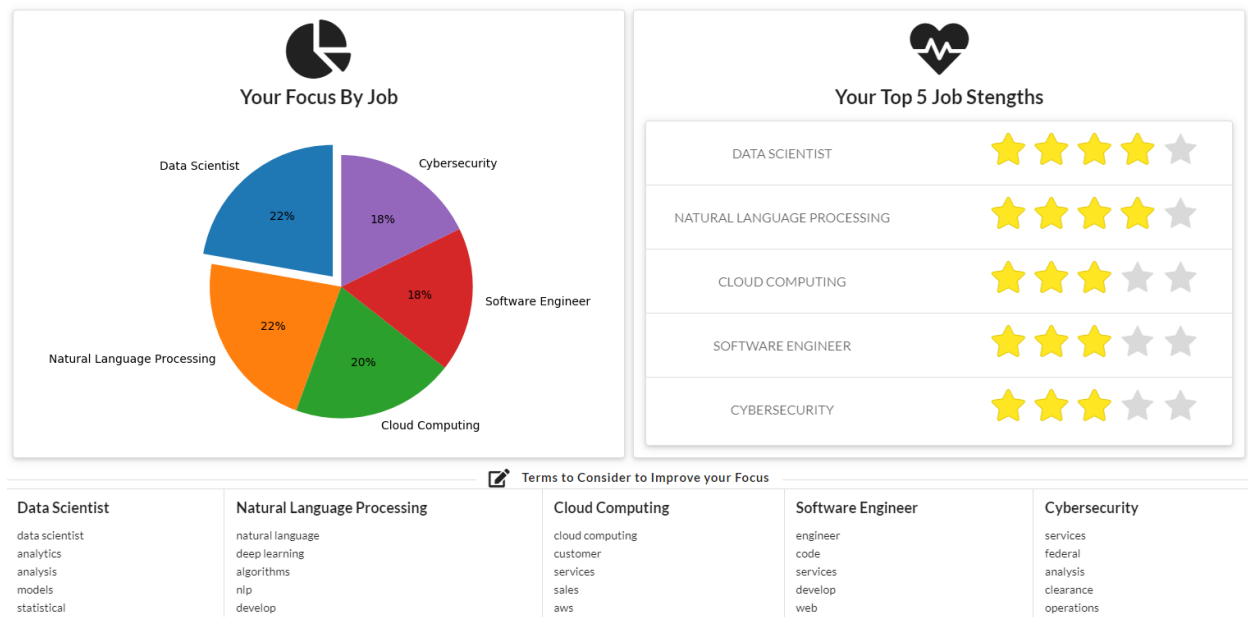 Your Focus By Job
Data Scientist
22%
Cybersecurity
18%
Software Engineer
18%
Natural Language Processing
22%
Cloud Computing
20%
Your Top 5 Job Stengths
DATA SCIENTIST
NATURAL LANGUAGE PROCESSING
CLOUD COMPUTING
SOFTWARE ENGINEER
CYBERSECURITY
Terms to Consider to Improve your Focus
Data Scientist
data scientist
analytics
analysis
models
statistical
Natural Language Processing
natural language
deep learning
algorithms
nlp
develop
Cloud Computing
cloud computing
customer
services
sales
aws
Software Engineer
engineer
code
services
develop
web
Cybersecurity
services
federal
analysis
clearance
operations